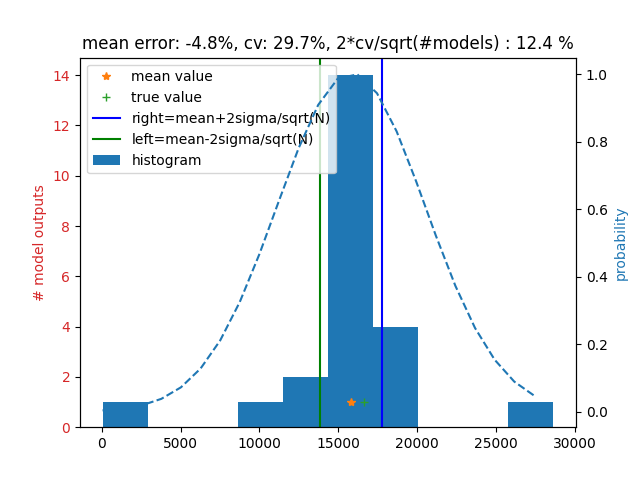 mean error: -4.8%, cv: 29.7%, 2*cv/sqrt(#models) : 12.4 %
mean value
true value
right=mean+2sigma/sqrt(N)
left=mean-2sigma/sqrt(N)
histogram
# model outputs
14
12
10
8
6
4
2
0
probability
1.0
0.8
0.6
0.4
0.2
0.0
0 5000 10000 15000 20000 25000 30000